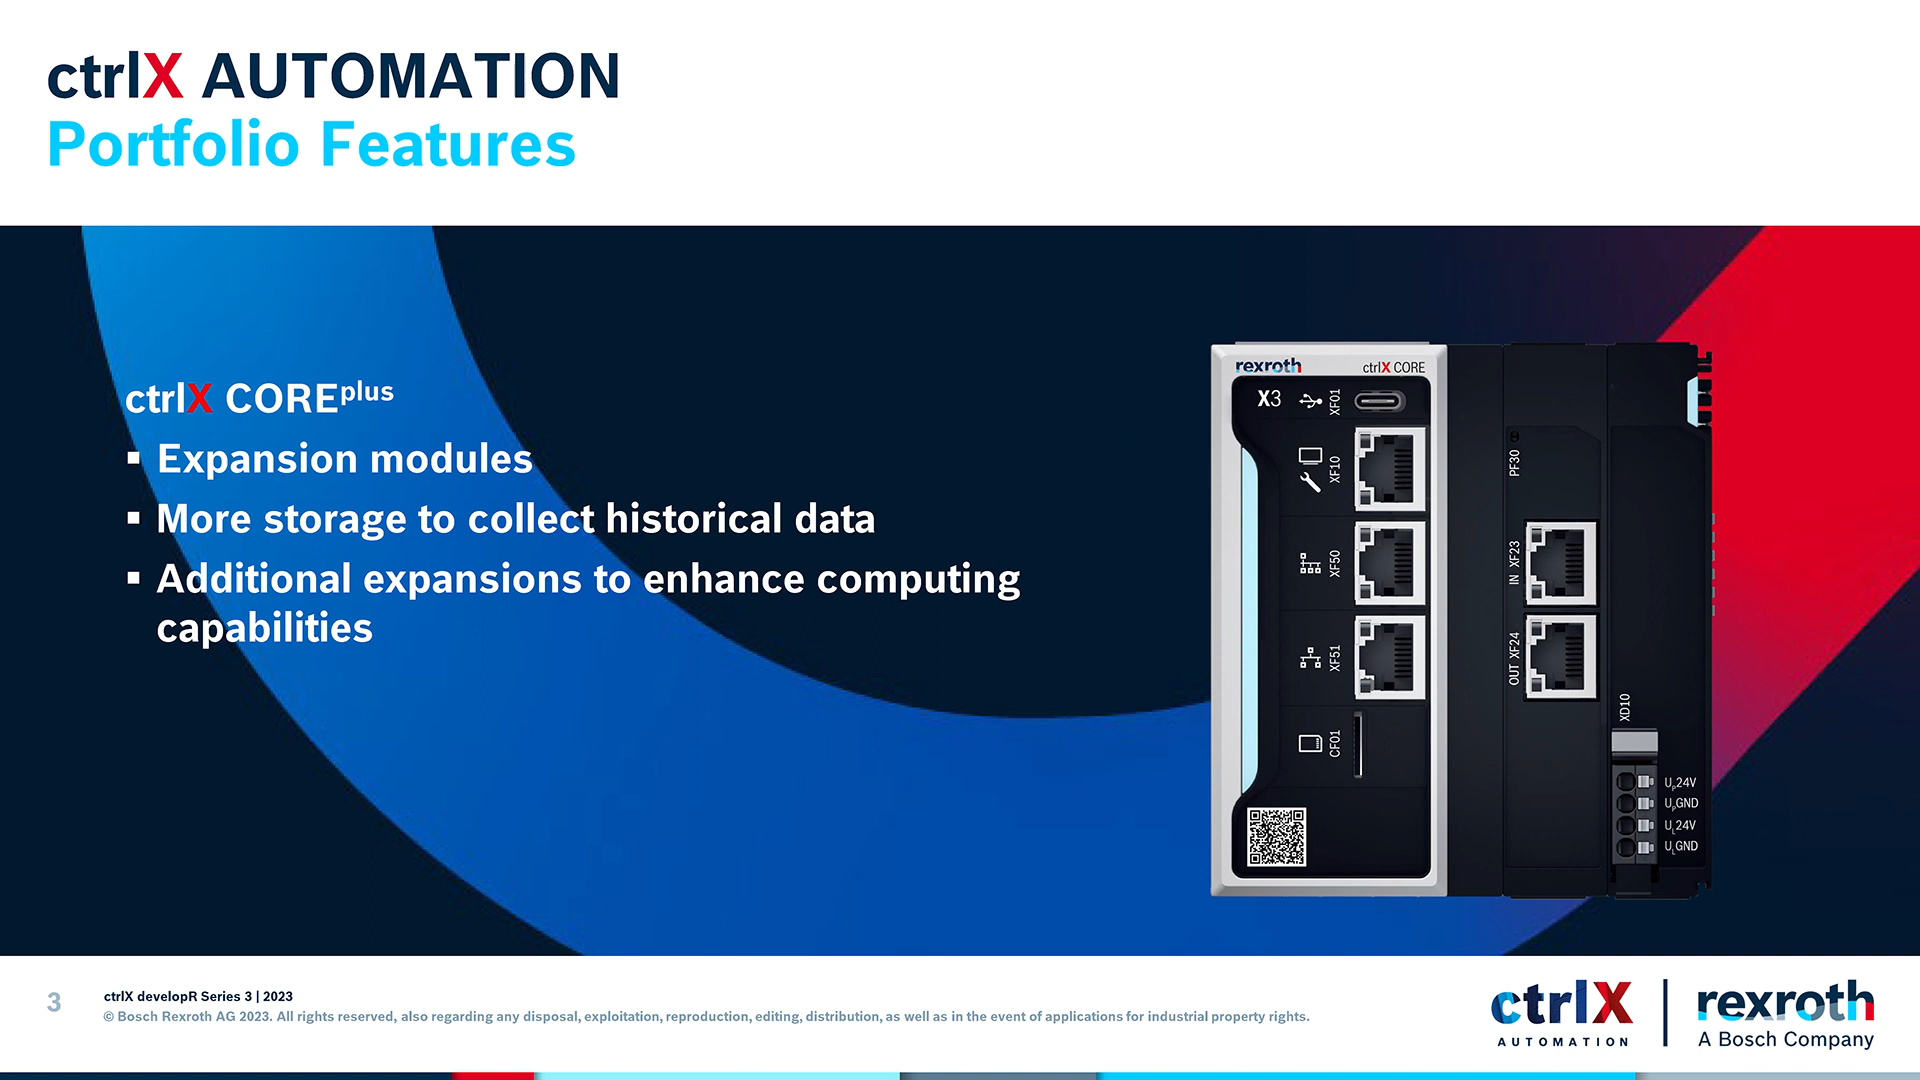 ctrlX AUTOMATION
Portfolio Features
ctrlX COREplus
▪ Expansion modules
▪ More storage to collect historical data
▪ Additional expansions to enhance computing
capabilities
rexroth
ctrlX CORE
X3
XF01
XF10
XF50
XF51
CF01
PF30
IN XF23
OUT XF24
XD10
UP24V
UPGND
UL24V
ULGND
3
ctrlX developR Series 3 | 2023
© Bosch Rexroth AG 2023. All rights reserved, also regarding any disposal, exploitation, reproduction, editing, distribution, as well as in the event of applications for industrial property rights.
ctrlX
AUTOMATION
rexroth
A Bosch Company